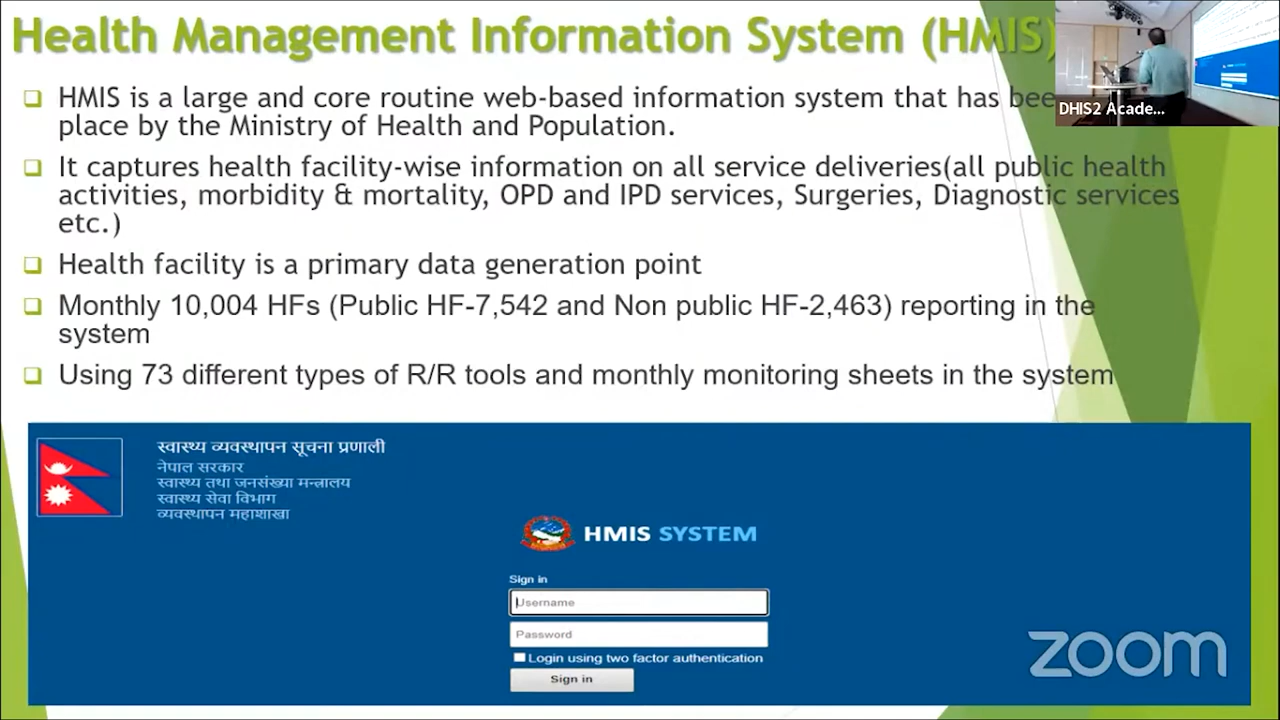 Health Management Information System (HMIS)
DHIS2 Acade...
❑ HMIS is a large and core routine web-based information system that has
place by the Ministry of Health and Population.
❑ It captures health facility-wise information on all service deliveries(all public health
activities, morbidity & mortality, OPD and IPD services, Surgeries, Diagnostic services
etc.)
❑ Health facility is a primary data generation point
❑ Monthly 10,004 HFs (Public HF-7,542 and Non public HF-2,463) reporting in the
system
❑ Using 73 different types of R/R tools and monthly monitoring sheets in the system
स्वास्थ्य व्यवस्थापन सूचना प्रणाली
नेपाल सरकार
स्वास्थ्य तथा जनसंख्या मन्त्रालय
स्वास्थ्य सेवा विभाग
व्यवस्थापन महाशाखा
HMIS SYSTEM
Sign in
Username
Password
Login using two factor authentication
Sign in
zoom